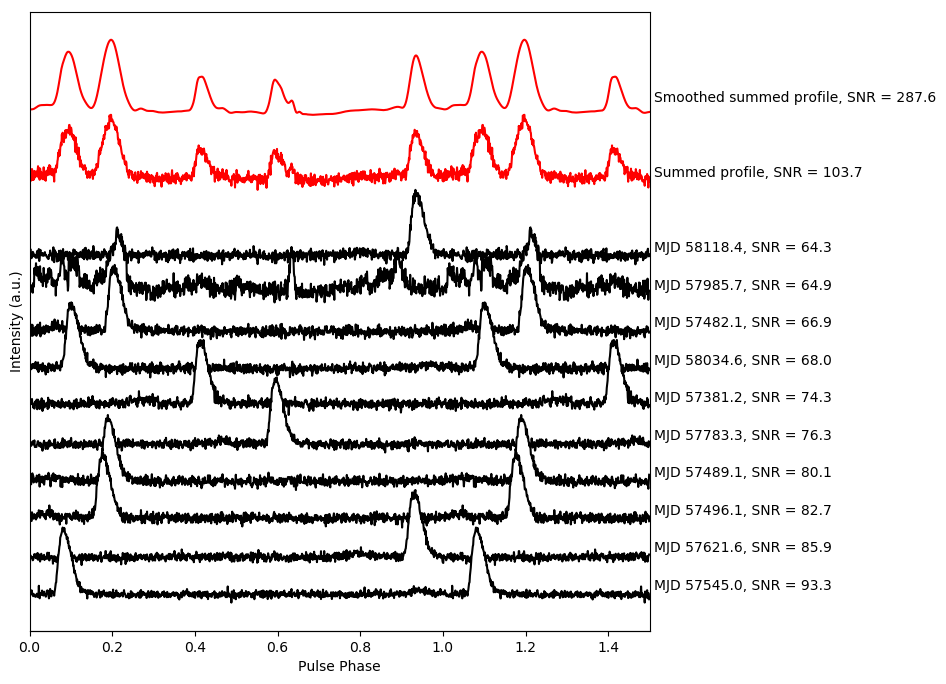 Smoothed summed profile, SNR = 287.6
Summed profile, SNR = 103.7
MJD 58118.4, SNR = 64.3
MJD 57985.7, SNR = 64.9
MJD 57482.1, SNR = 66.9
MJD 58034.6, SNR = 68.0
MJD 57381.2, SNR = 74.3
MJD 57783.3, SNR = 76.3
MJD 57489.1, SNR = 80.1
MJD 57496.1, SNR = 82.7
MJD 57621.6, SNR = 85.9
MJD 57545.0, SNR = 93.3
Intensity (a.u.)
0.0 0.2 0.4 0.6 0.8 1.0 1.2 1.4
Pulse Phase